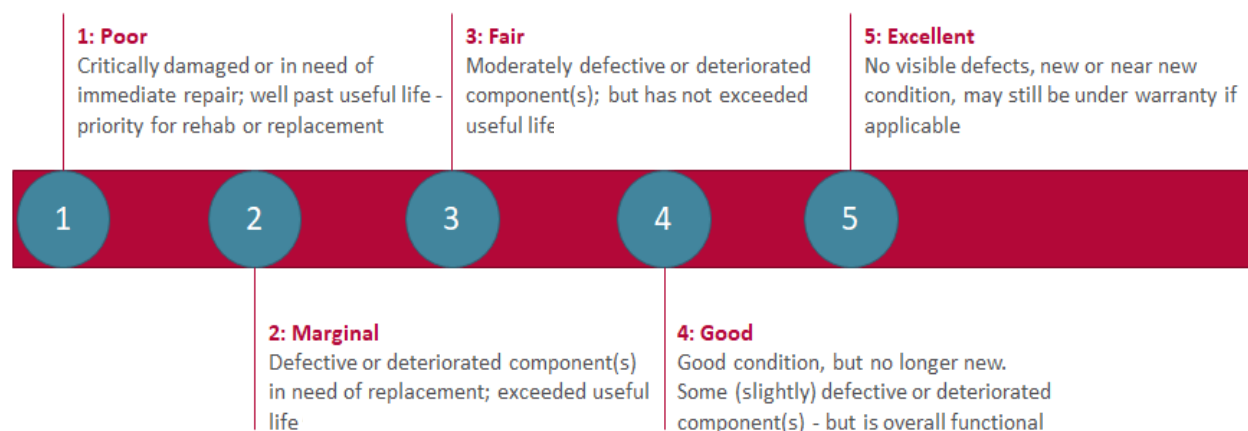 1: Poor
Critically damaged or in need of
immediate repair; well past useful life -
priority for rehab or replacement
3: Fair
Moderately defective or deteriorated
component(s); but has not exceeded
useful life
5: Excellent
No visible defects, new or near new
condition, may still be under warranty if
applicable
1
2
3
4
5
2: Marginal
Defective or deteriorated component(s)
in need of replacement; exceeded useful
life
4: Good
Good condition, but no longer new.
Some (slightly) defective or deteriorated
component(s) - but is overall functional